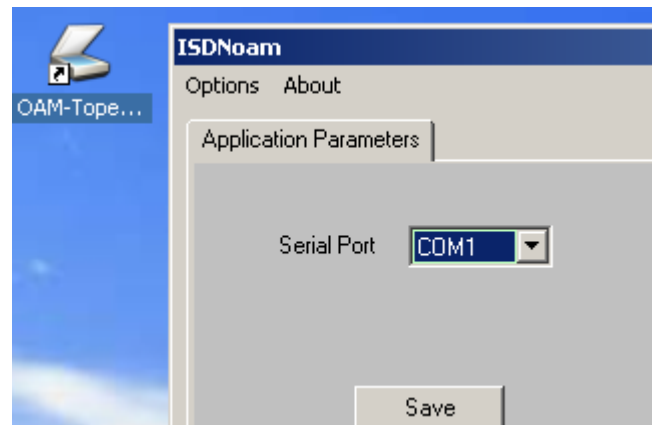 ISDNoam
Options About
OAM-Tope...
Application Parameters
Serial Port COM1
Save